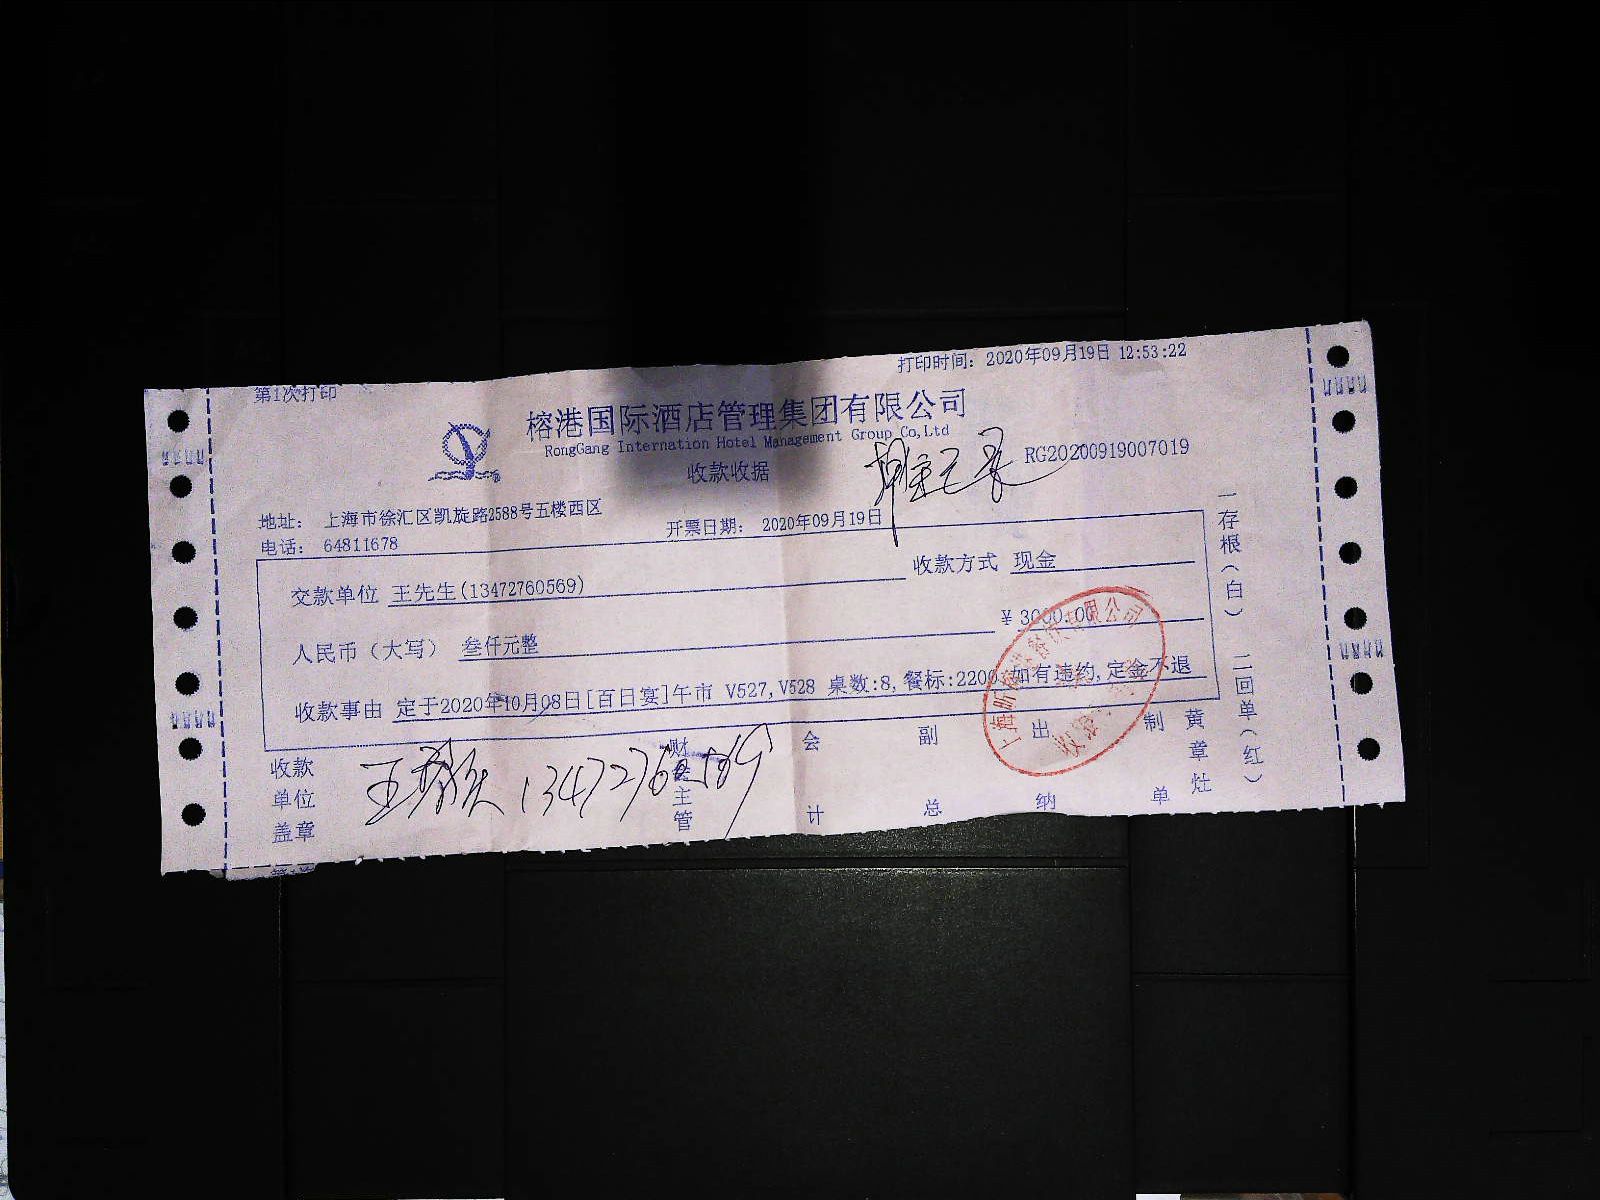 第1次打印
打印时间: 2020年09月19日 12:53:22
榕港国际酒店管理集团有限公司
RongGang Internation Hotel Management Group Co,Ltd
收款收据
RG20200919007019
地址: 上海市徐汇区凯旋路2588号五楼西区
电话: 64811678
开票日期: 2020年09月19日
交款单位 王先生(13472760569)
收款方式 现金
人民币（大写） 叁仟元整
¥ 3000.00
收款事由 定于2020年10月08日[百日宴]午市 V527,V528 桌数:8,餐标:2200,如有违约,定金不退
收款单位盖章
王 13472760569
财务主管
会计
副总
出纳
制单
黄章灶
一存根(白) 二回单(红)